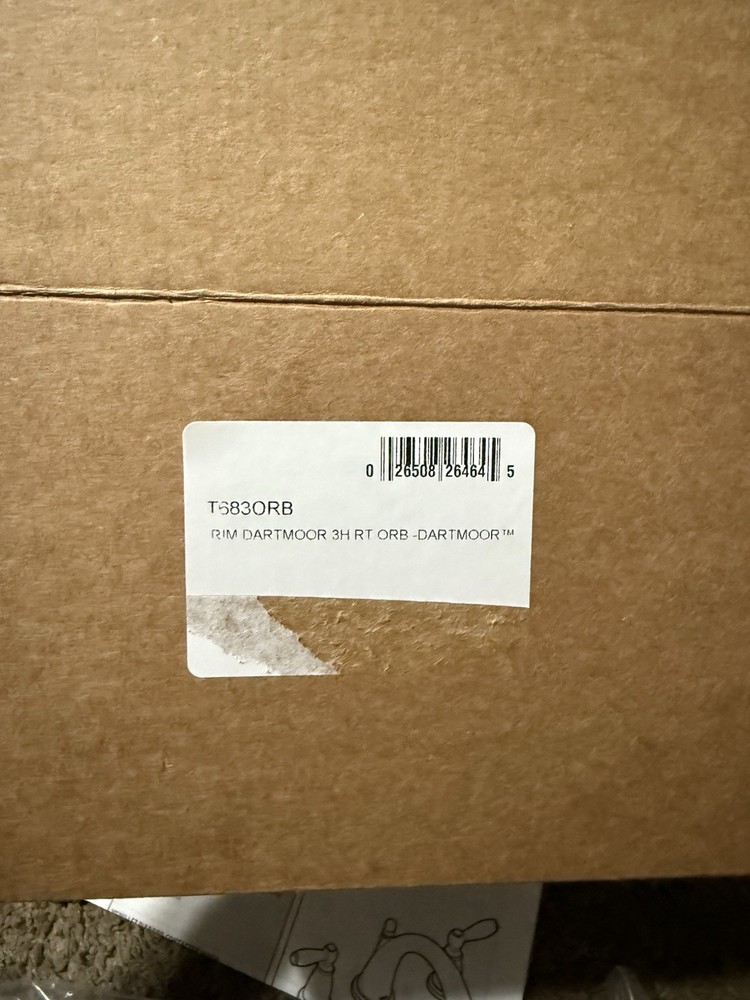 0 26508 26464 5
T683ORB
RIM DARTMOOR 3H RT ORB -DARTMOOR™